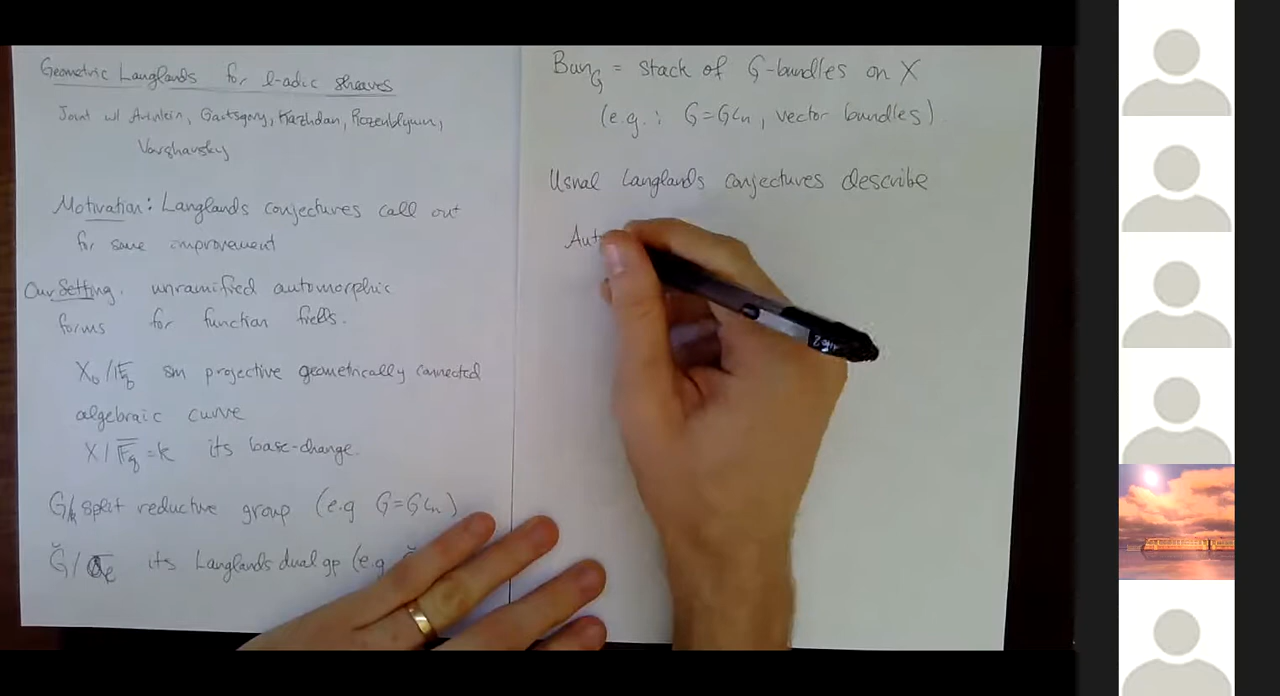 Geometric Langlands for l-adic sheaves
Joint w/ Arinkin, Gaitsgory, Kazhdan, Rozenblyum,
Varshavsky
Motivation: Langlands conjectures call out
for some improvement
Our Setting. unramified automorphic
forms for function fields.
X₀/𝔽_q sm projective geometrically connected
algebraic curve
X/\overline{𝔽}_q = k its base-change.
G/k split reductive group (e.g G=GLn)
Ǧ/ its Langlands dual gp (e.g
Bun_G = stack of G-bundles on X
(e.g.: G=GLn, vector bundles)
Usual Langlands conjectures describe
Aut